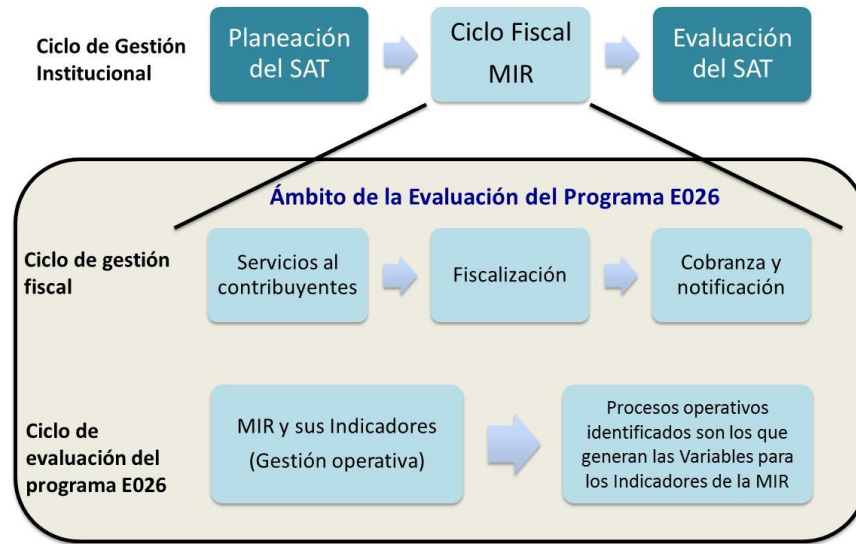 Ciclo de Gestión
Institucional
Planeación
del SAT
Ciclo Fiscal
MIR
Evaluación
del SAT
Ámbito de la Evaluación del Programa E026
Ciclo de gestión
fiscal
Servicios al
contribuyentes
Fiscalización
Cobranza y
notificación
Ciclo de
evaluación del
programa E026
MIR y sus Indicadores
(Gestión operativa)
Procesos operativos
identificados son los que
generan las Variables para
los Indicadores de la MIR